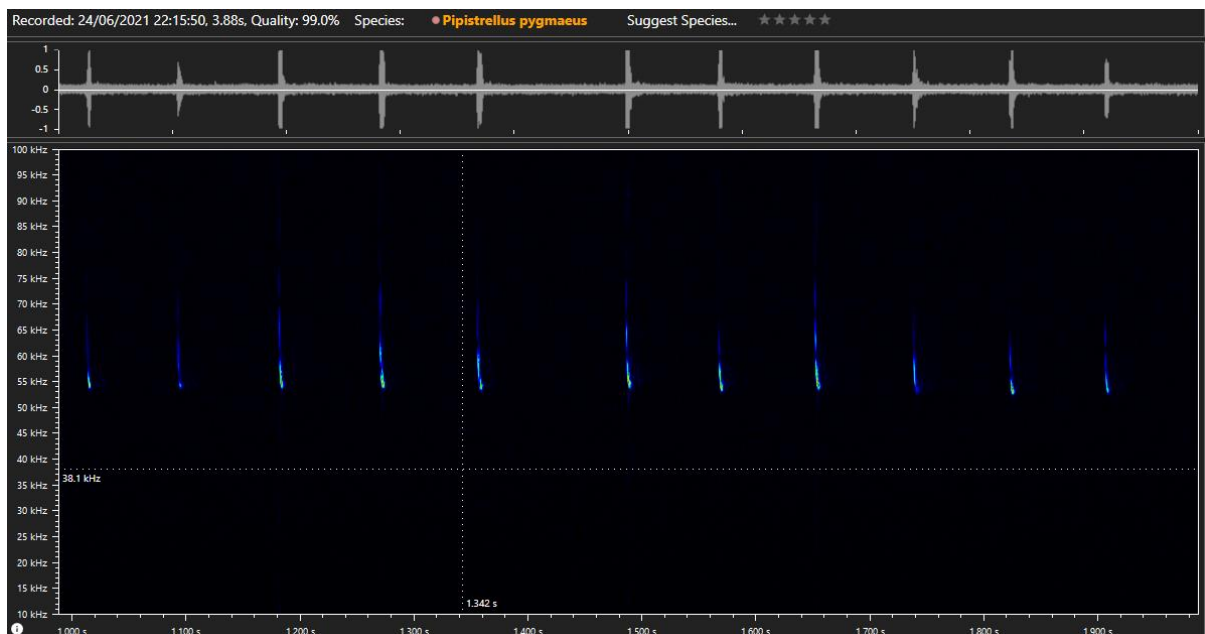 Recorded: 24/06/2021 22:15:50, 3.88s, Quality: 99.0% Species: Pipistrellus pygmaeus Suggest Species...
1
0.5
0
-0.5
-1
100 kHz
95 kHz
90 kHz
85 kHz
80 kHz
75 kHz
70 kHz
65 kHz
60 kHz
55 kHz
50 kHz
45 kHz
40 kHz
38.1 kHz
35 kHz
30 kHz
25 kHz
20 kHz
15 kHz
1.342 s
10 kHz
1.000 s 1.100 s 1.200 s 1.300 s 1.400 s 1.500 s 1.600 s 1.700 s 1.800 s 1.900 s